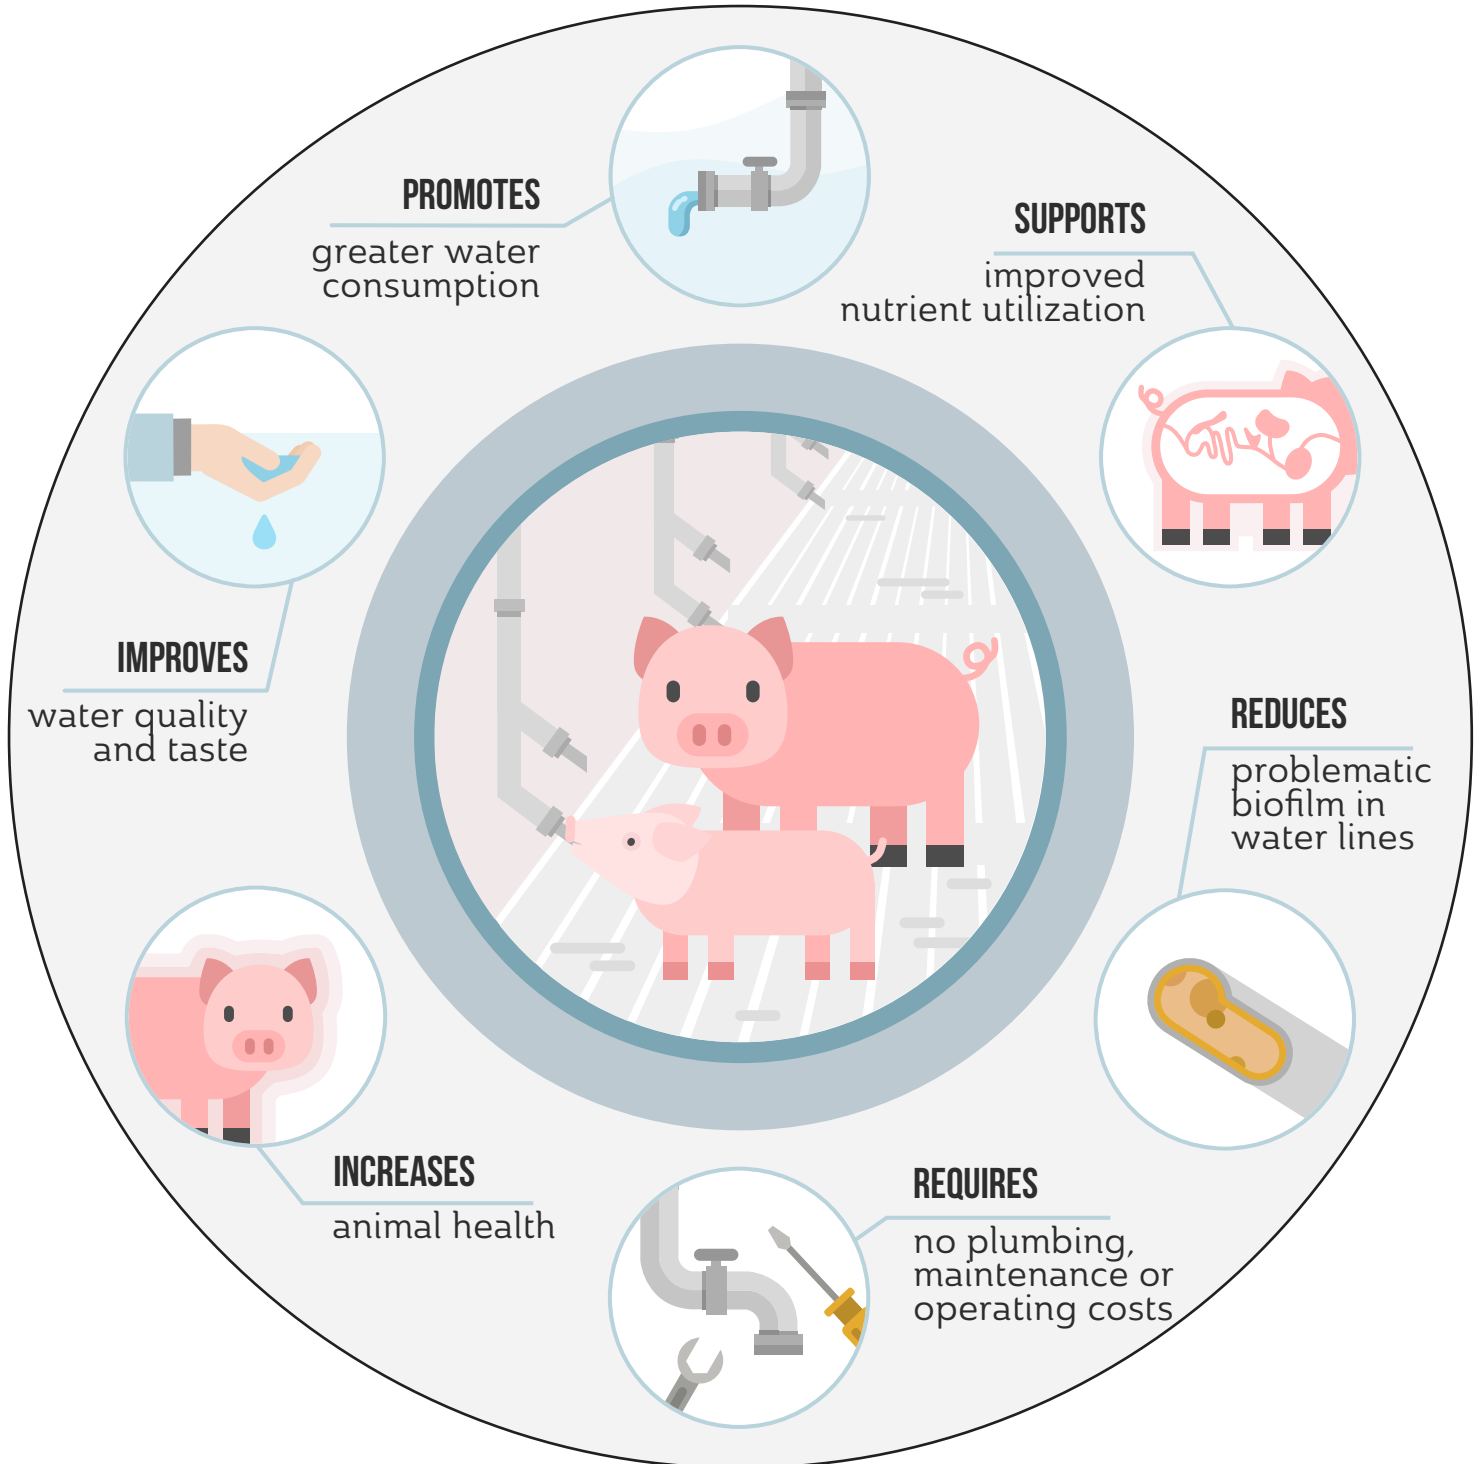 PROMOTES
greater water
consumption
SUPPORTS
improved
nutrient utilization
IMPROVES
water quality
and taste
REDUCES
problematic
biofilm in
water lines
INCREASES
animal health
REQUIRES
no plumbing,
maintenance or
operating costs